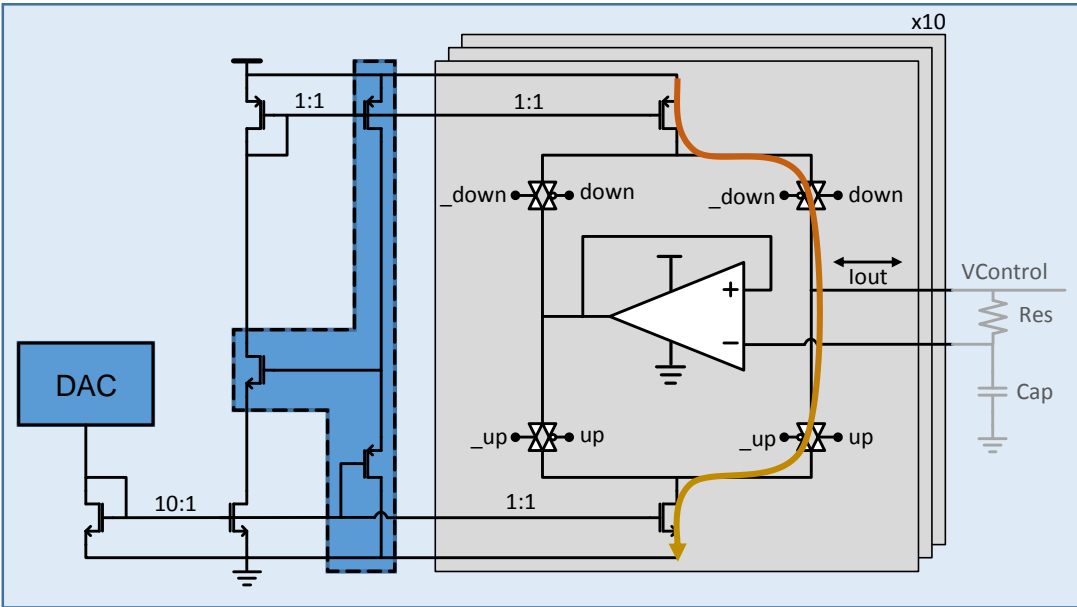 x10
1:1
1:1
_down
down
_down
down
Iout
VControl
+
−
Res
DAC
Cap
_up
up
_up
up
10:1
1:1